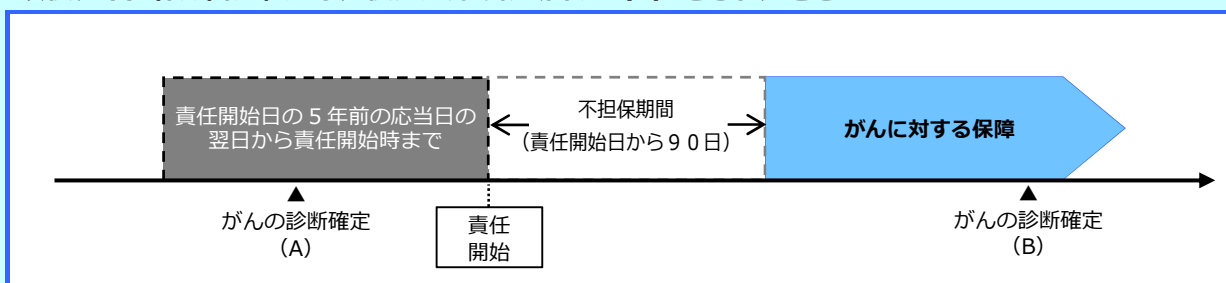 責任開始日の5年前の応当日の
翌日から責任開始時まで
不担保期間
（責任開始日から９０日）
がんに対する保障
がんの診断確定
（A）
責任
開始
がんの診断確定
（B）